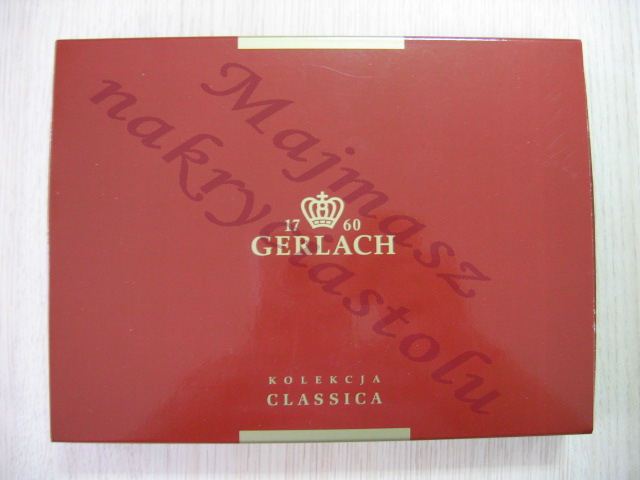 Majmasz
nakryciastolu
17 60
GERLACH
KOLEKCJA
CLASSICA